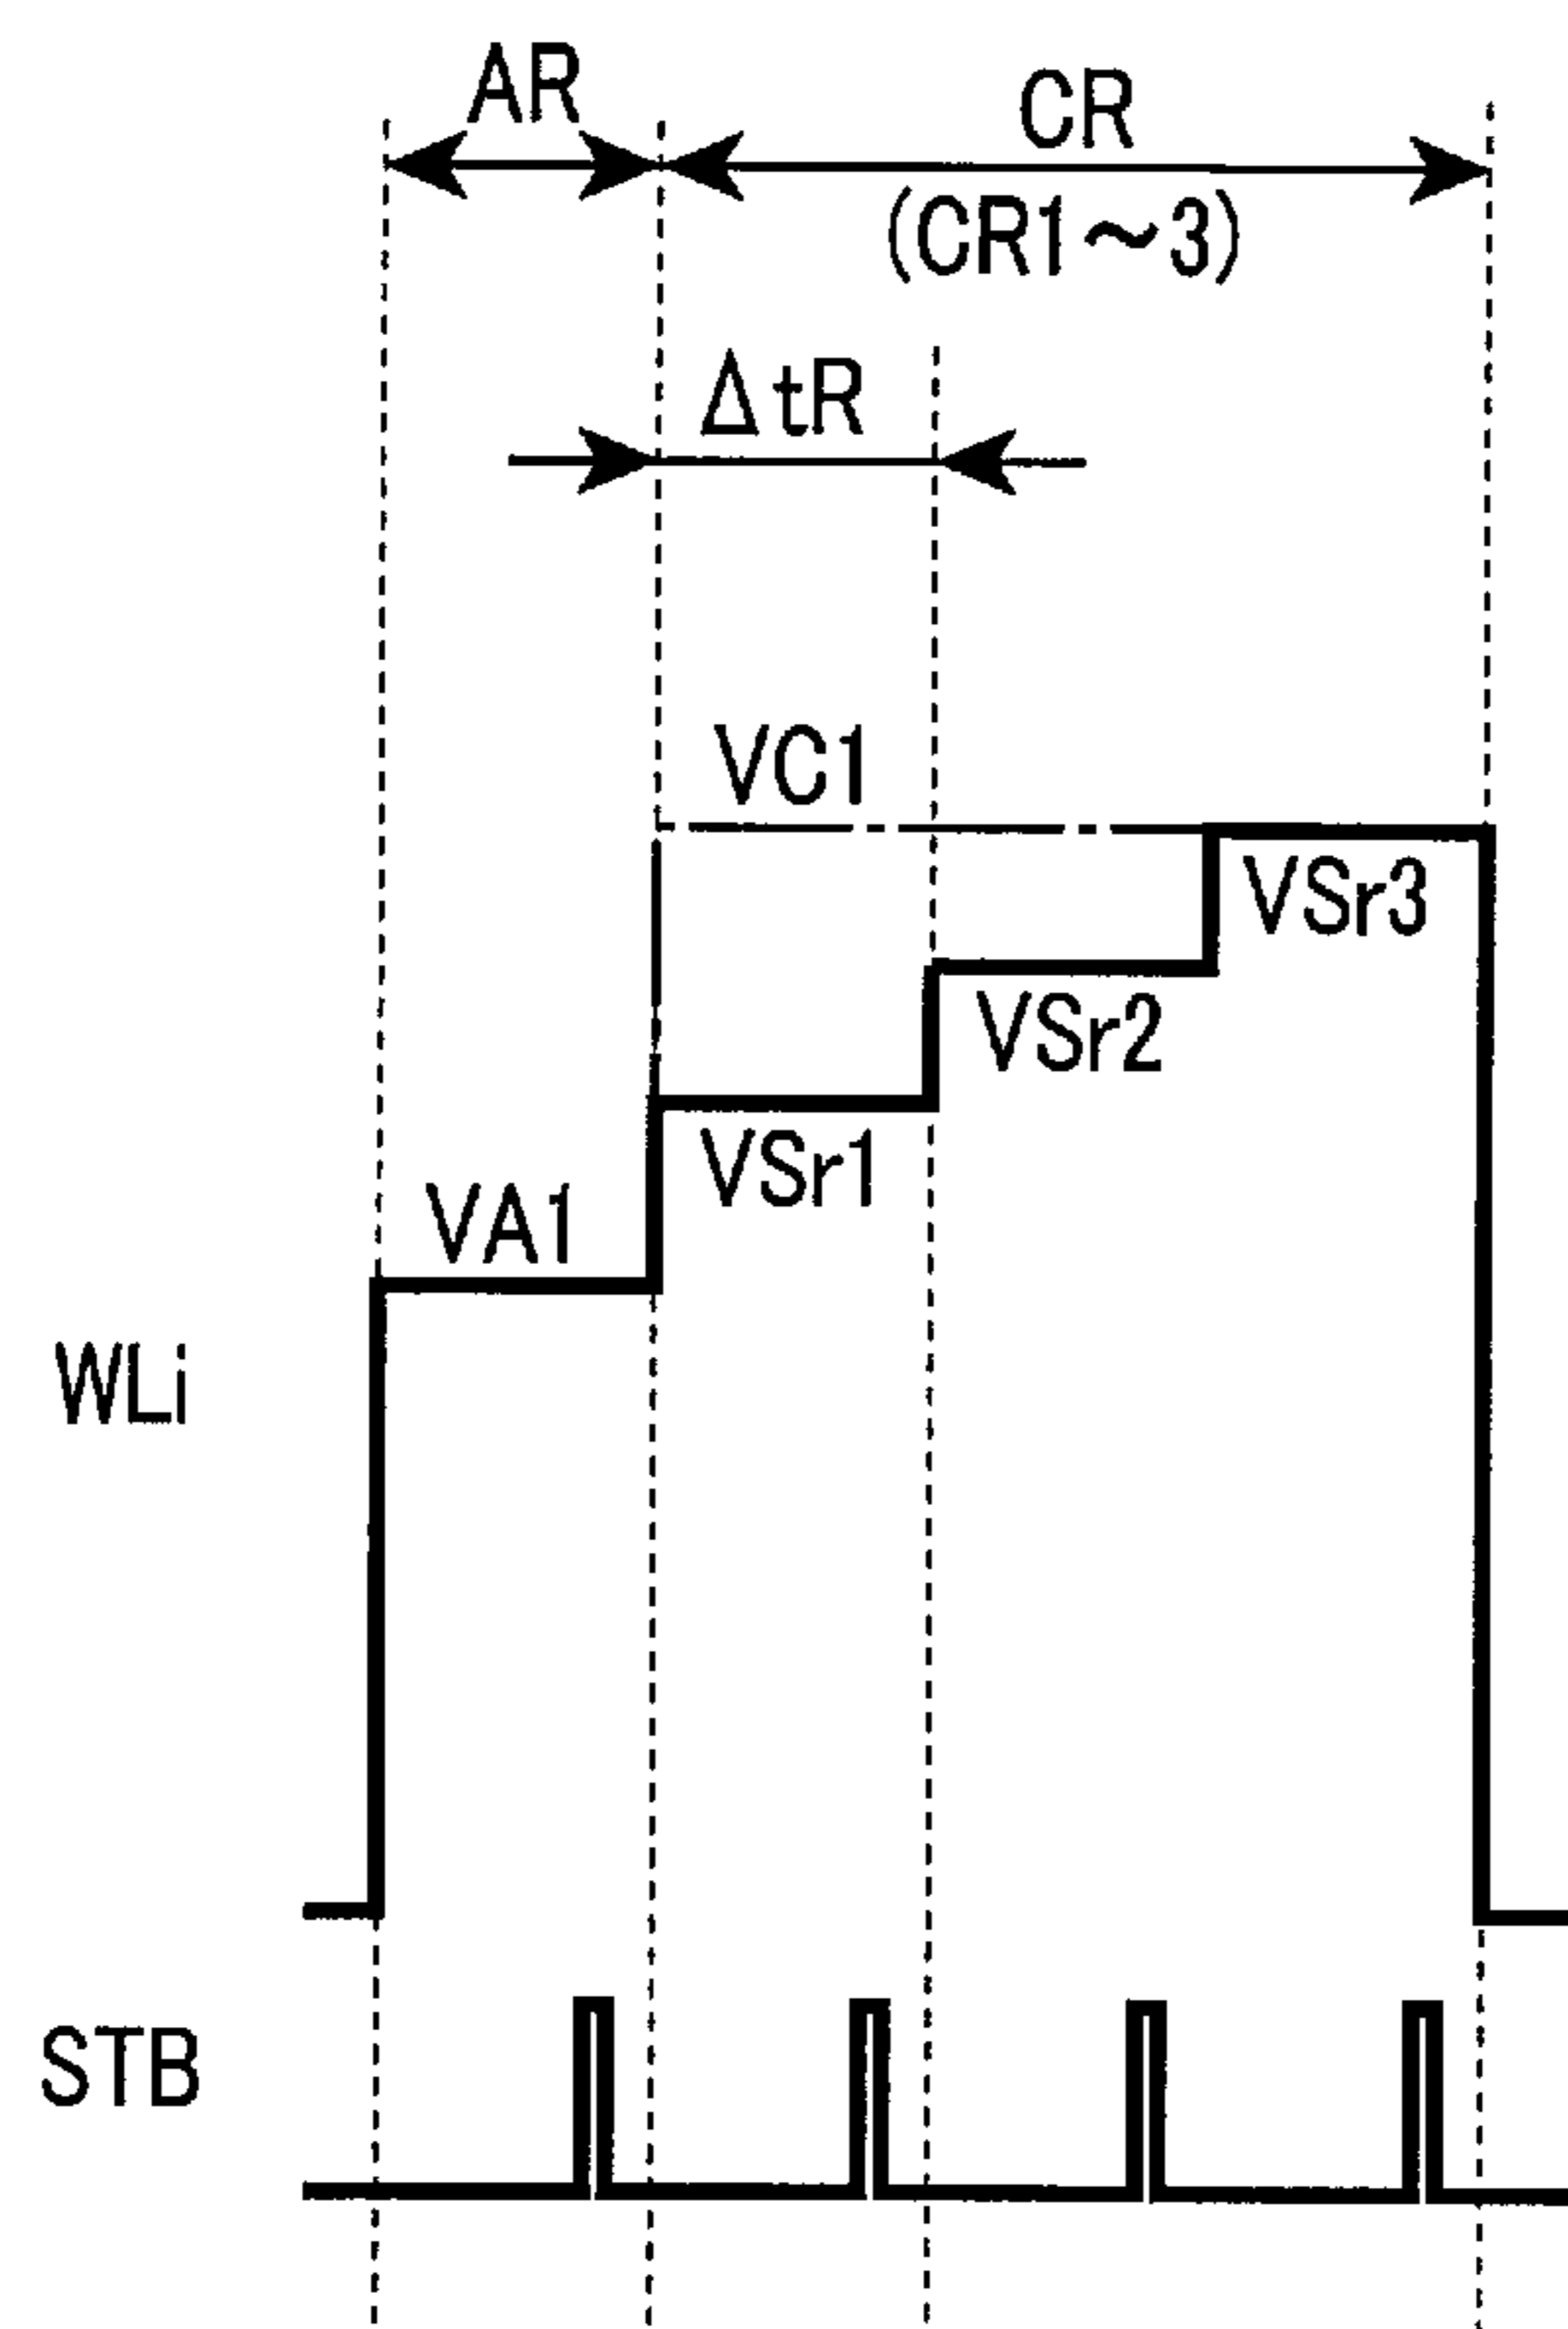 AR
CR
(CR1～3)
ΔtR
VC1
VSr3
VSr2
VSr1
VA1
WLi
STB